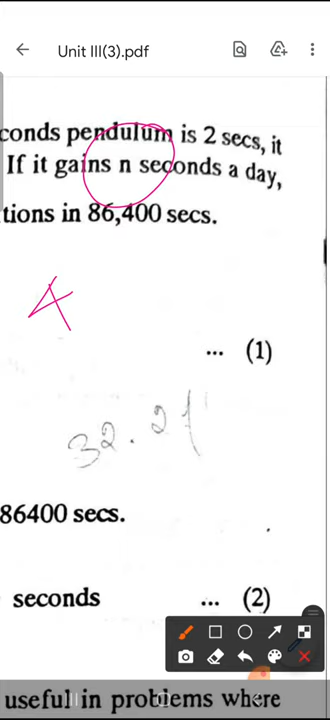 Unit III(3).pdf
conds pendulum is 2 secs, it
If it gains n seconds a day,
tions in 86,400 secs.
4
... (1)
32.21
86400 secs.
seconds ... (2)
useful in problems where